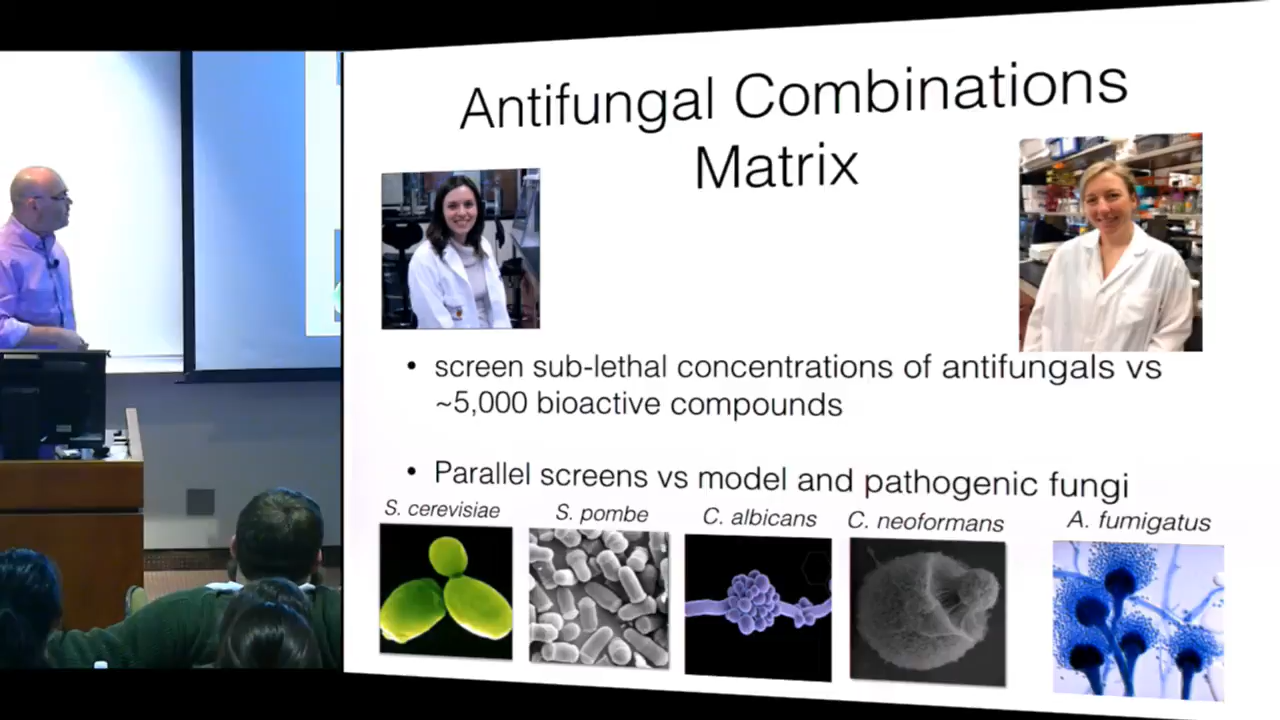 Antifungal Combinations
Matrix
• screen sub-lethal concentrations of antifungals vs
~5,000 bioactive compounds
• Parallel screens vs model and pathogenic fungi
S. cerevisiae
S. pombe
C. albicans
C. neoformans
A. fumigatus